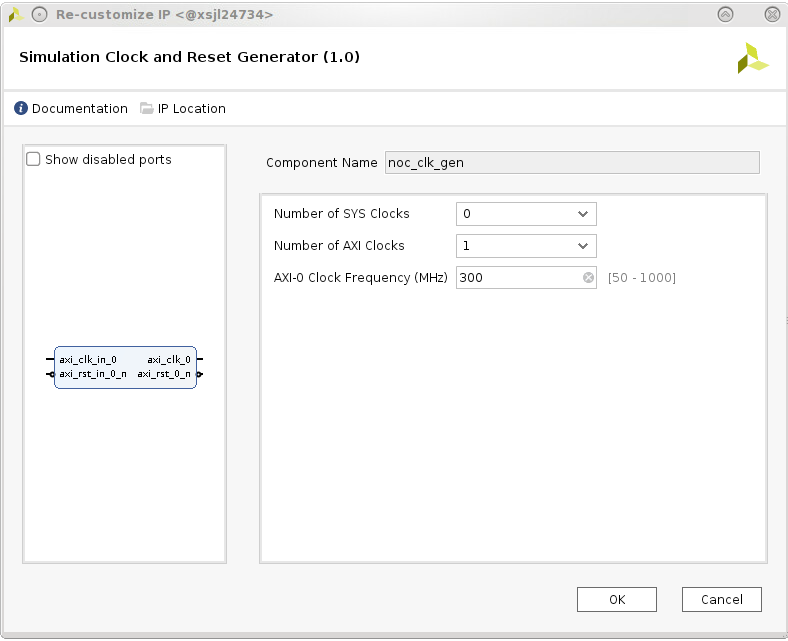 Re-customize IP <@xsjl24734>
Simulation Clock and Reset Generator (1.0)
Documentation IP Location
Show disabled ports
Component Name noc_clk_gen
Number of SYS Clocks 0
Number of AXI Clocks 1
AXI-0 Clock Frequency (MHz) 300 [50 - 1000]
axi_clk_in_0 axi_clk_0
axi_rst_in_0_n axi_rst_0_n
OK Cancel